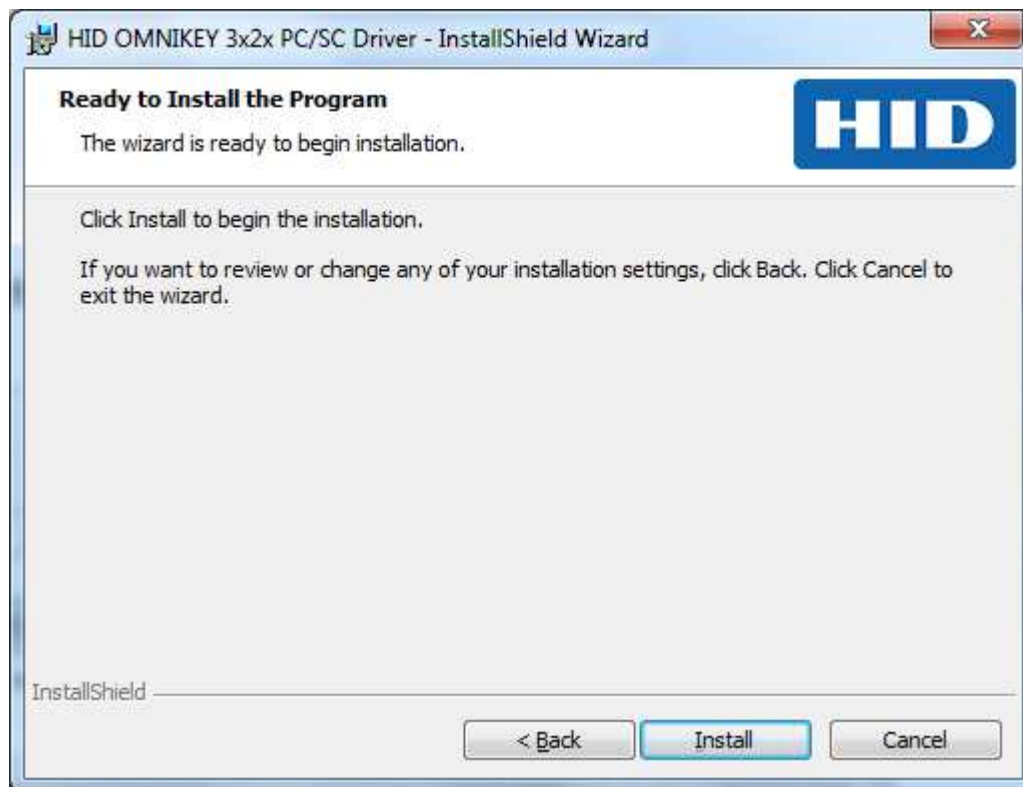 HID OMNIKEY 3x2x PC/SC Driver - InstallShield Wizard
Ready to Install the Program
The wizard is ready to begin installation.
HID
Click Install to begin the installation.
If you want to review or change any of your installation settings, click Back. Click Cancel to
exit the wizard.
InstallShield
< Back
Install
Cancel